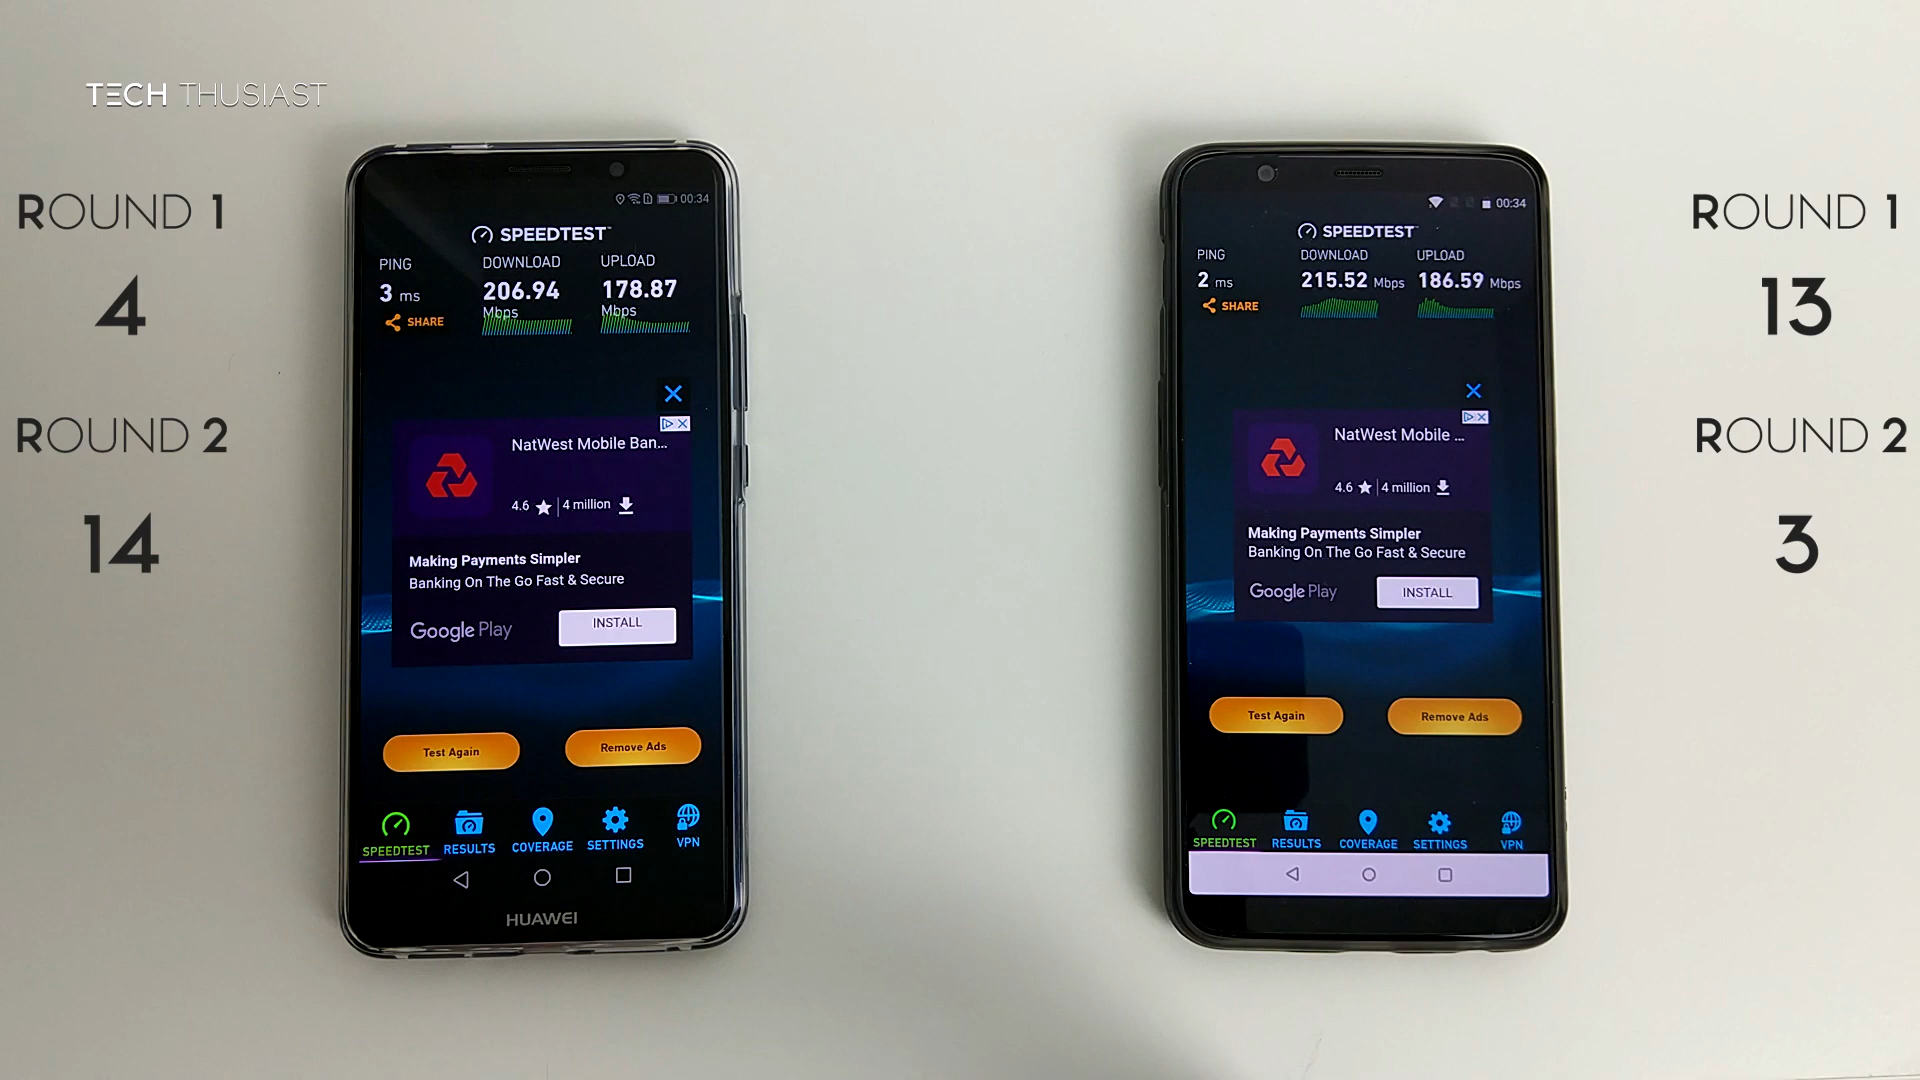 TECH THUSIAST
ROUND 1
4
ROUND 2
14
00:34
SPEEDTEST
PING
DOWNLOAD
UPLOAD
3 ms
206.94
Mbps
178.87
Mbps
SHARE
NatWest Mobile Ban...
4.6
4 million
Making Payments Simpler
Banking On The Go Fast & Secure
Google Play
INSTALL
Test Again
Remove Ads
SPEEDTEST
RESULTS
COVERAGE
SETTINGS
VPN
HUAWEI
00:34
SPEEDTEST
PING
DOWNLOAD
UPLOAD
2 ms
215.52 Mbps
186.59 Mbps
SHARE
NatWest Mobile ...
4.6
4 million
Making Payments Simpler
Banking On The Go Fast & Secure
Google Play
INSTALL
Test Again
Remove Ads
SPEEDTEST
RESULTS
COVERAGE
SETTINGS
VPN
ROUND 1
13
ROUND 2
3